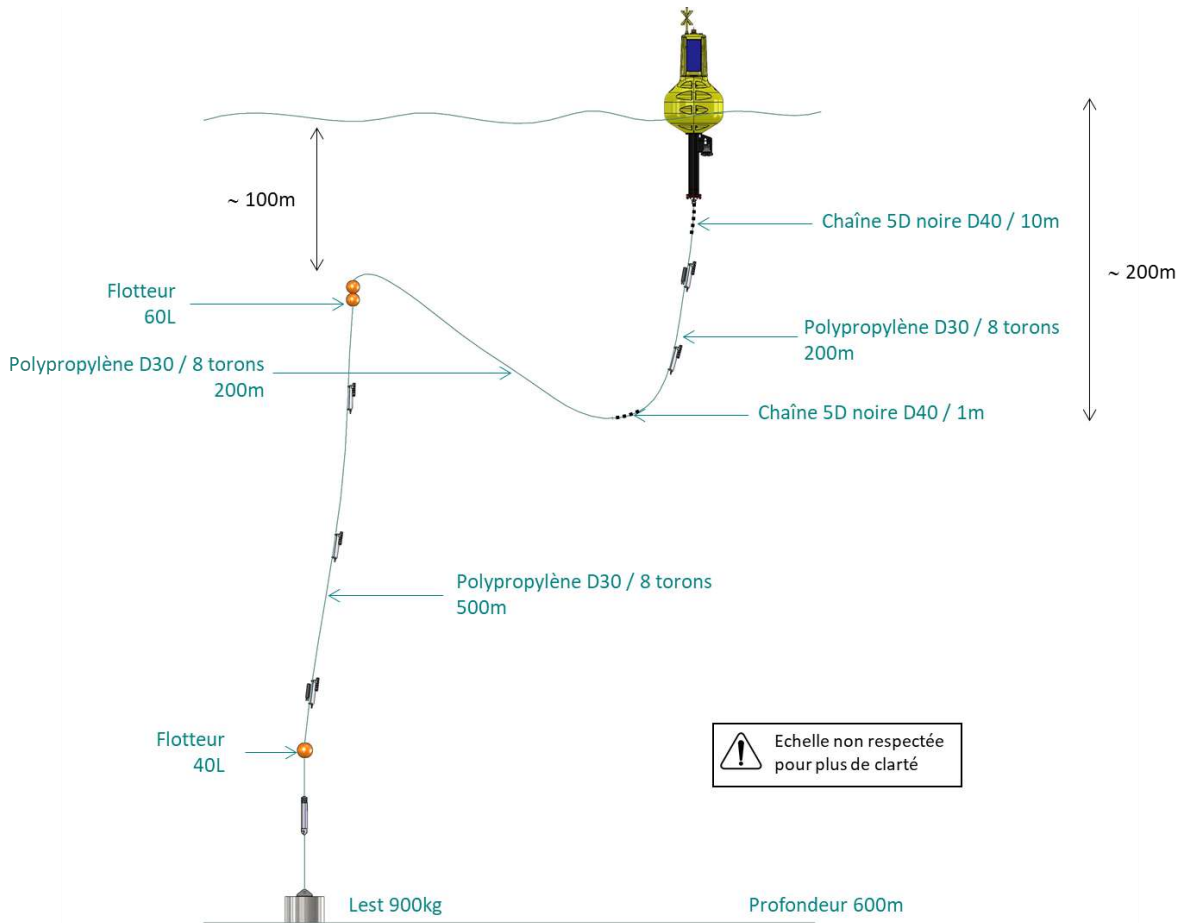 ~ 100m
Chaîne 5D noire D40 / 10m
~ 200m
Flotteur
60L
Polypropylène D30 / 8 torons
200m
Polypropylène D30 / 8 torons
200m
Chaîne 5D noire D40 / 1m
Polypropylène D30 / 8 torons
500m
Flotteur
40L
Echelle non respectée
pour plus de clarté
Lest 900kg
Profondeur 600m